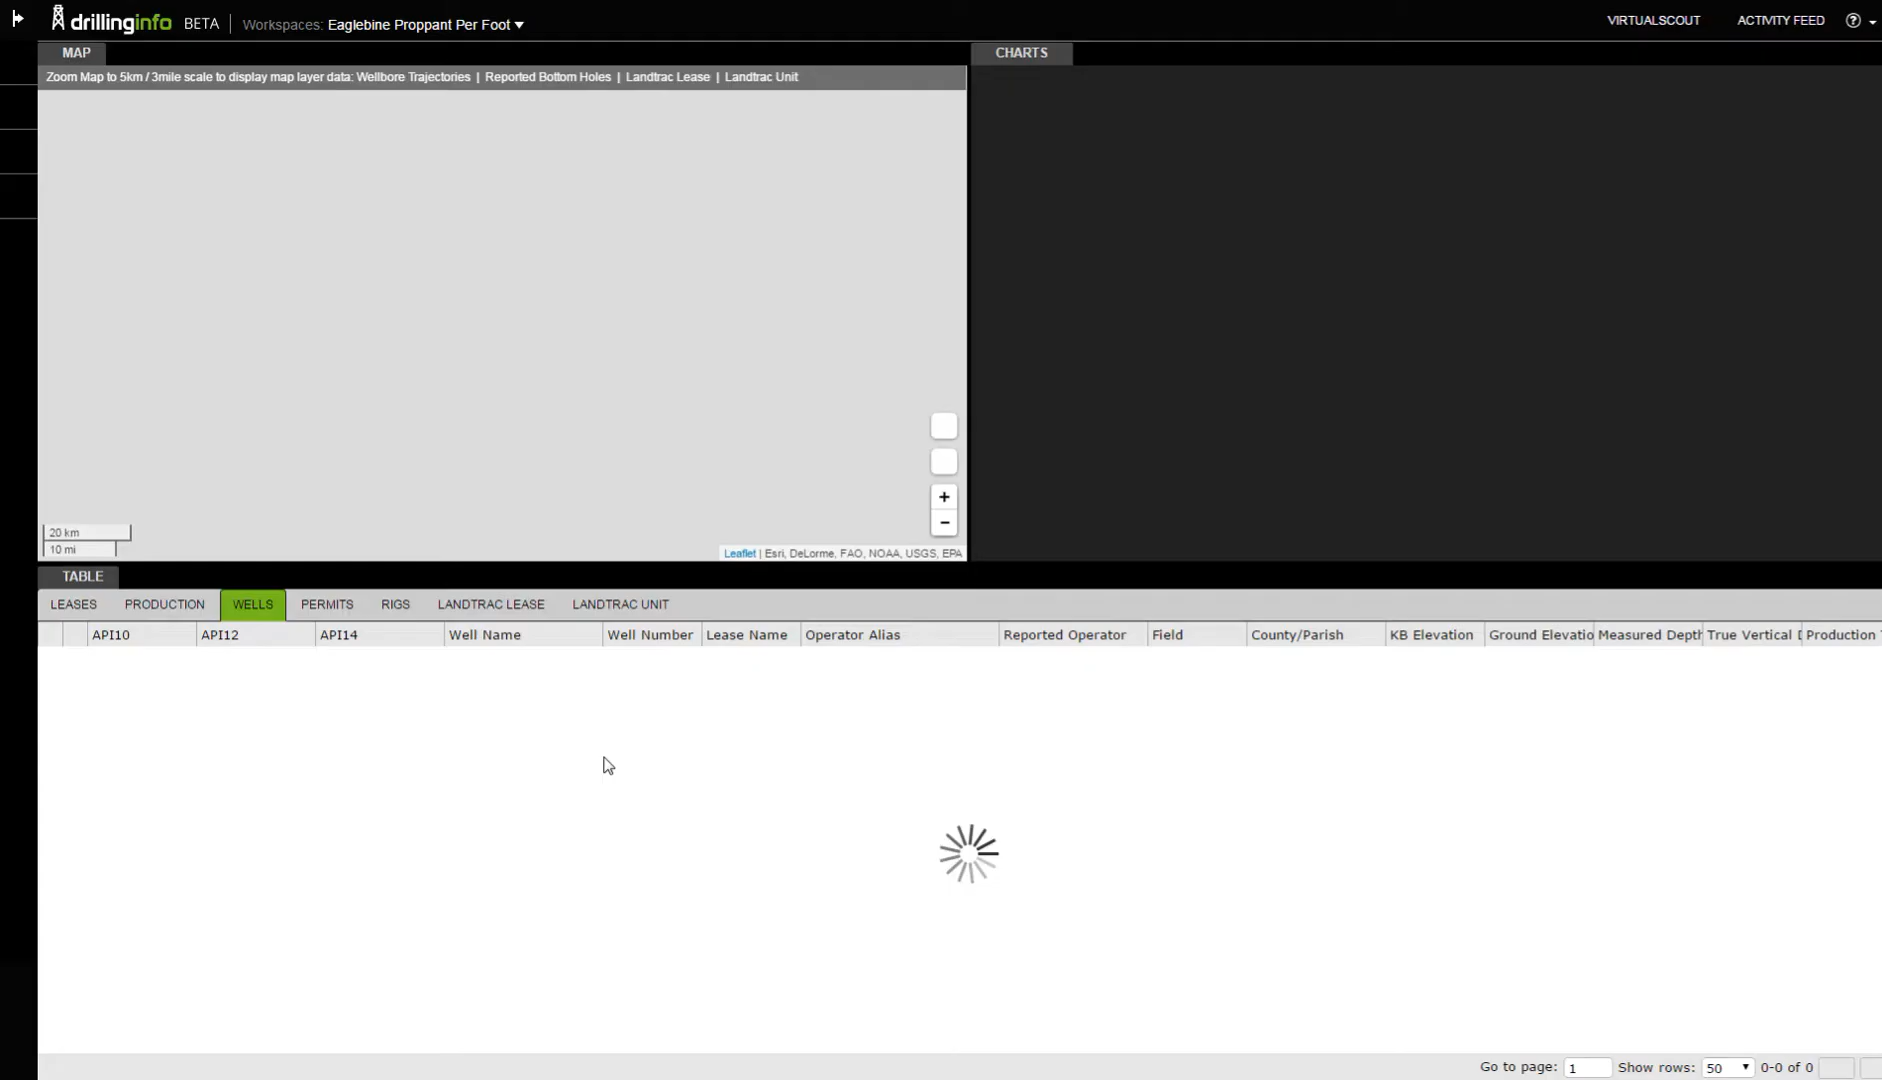 drillinginfo BETA Workspaces: Eaglebine Proppant Per Foot VIRTUALSCOUT ACTIVITY FEED ?
MAP CHARTS
Zoom Map to 5km / 3mile scale to display map layer data: Wellbore Trajectories | Reported Bottom Holes | Landtrac Lease | Landtrac Unit
+
−
20 km
10 mi
Leaflet | Esri, DeLorme, FAO, NOAA, USGS, EPA
TABLE
LEASES PRODUCTION WELLS PERMITS RIGS LANDTRAC LEASE LANDTRAC UNIT
API10 API12 API14 Well Name Well Number Lease Name Operator Alias Reported Operator Field County/Parish KB Elevation Ground Elevatio Measured Depth True Vertical Production
Go to page: 1 Show rows: 50 0-0 of 0